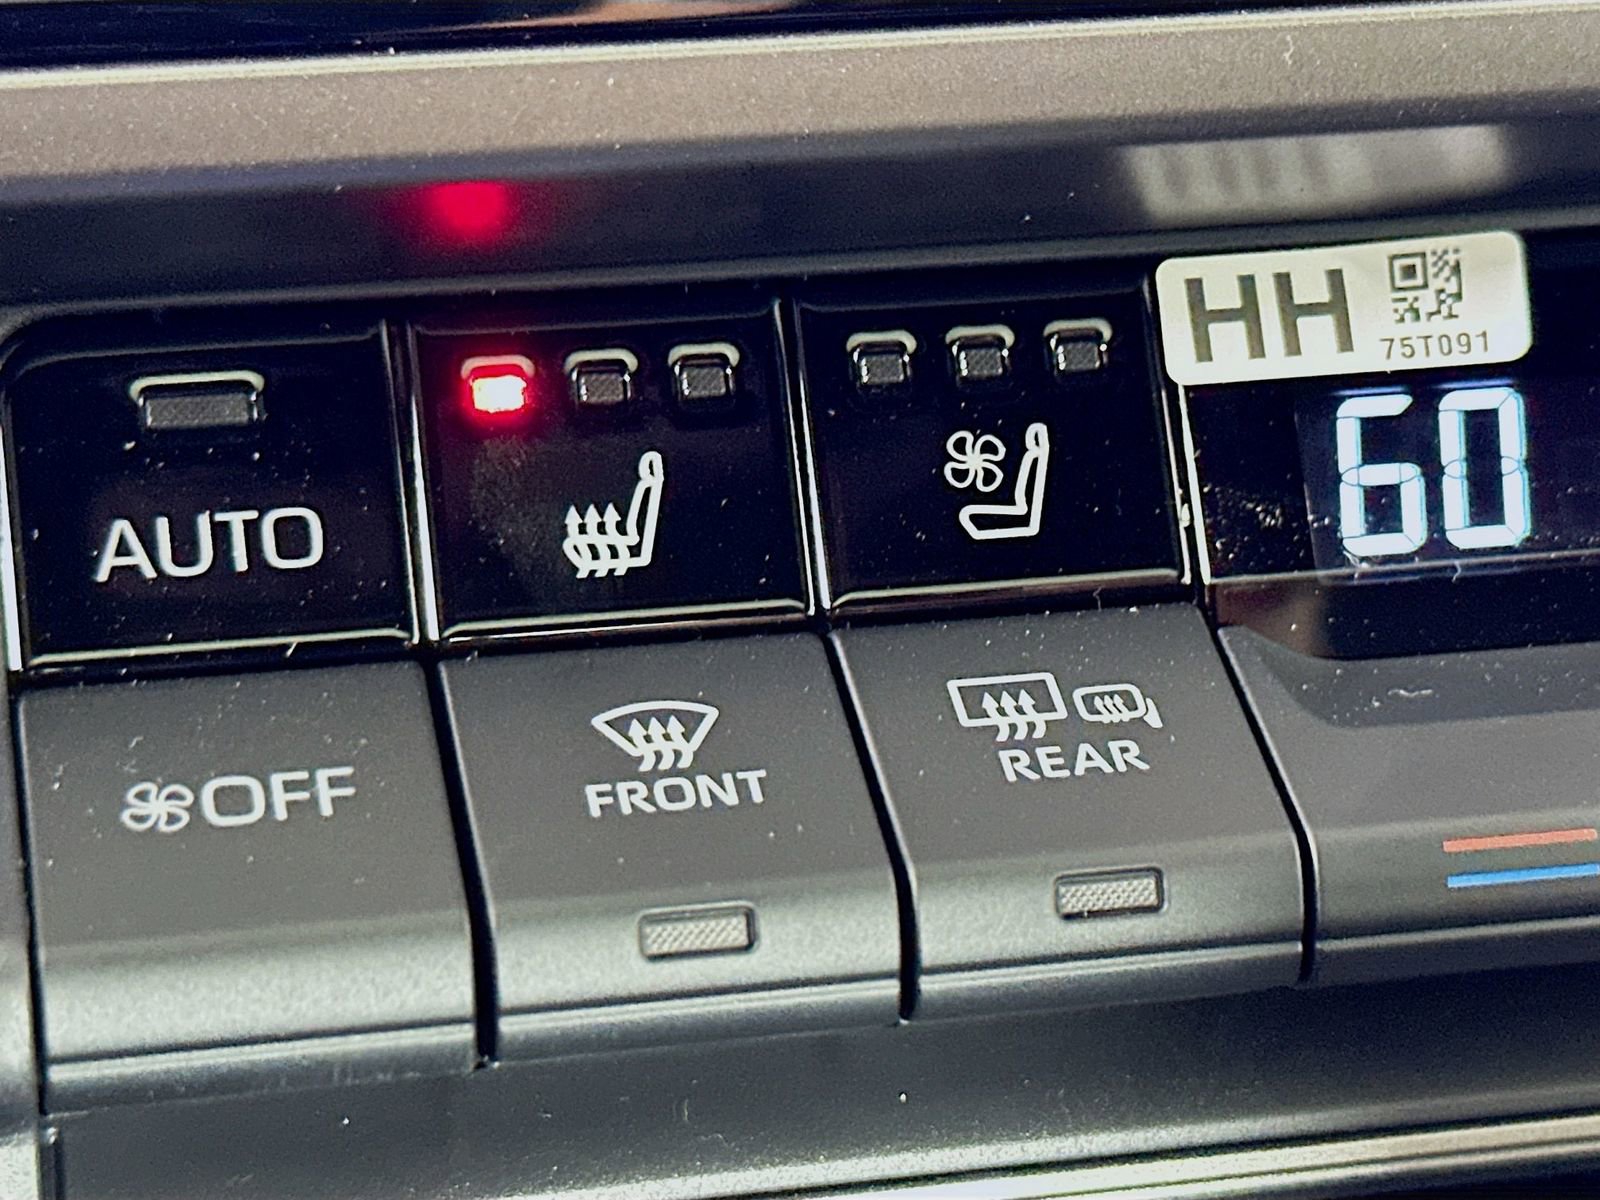 HH
75T091
60
AUTO
OFF
FRONT
REAR